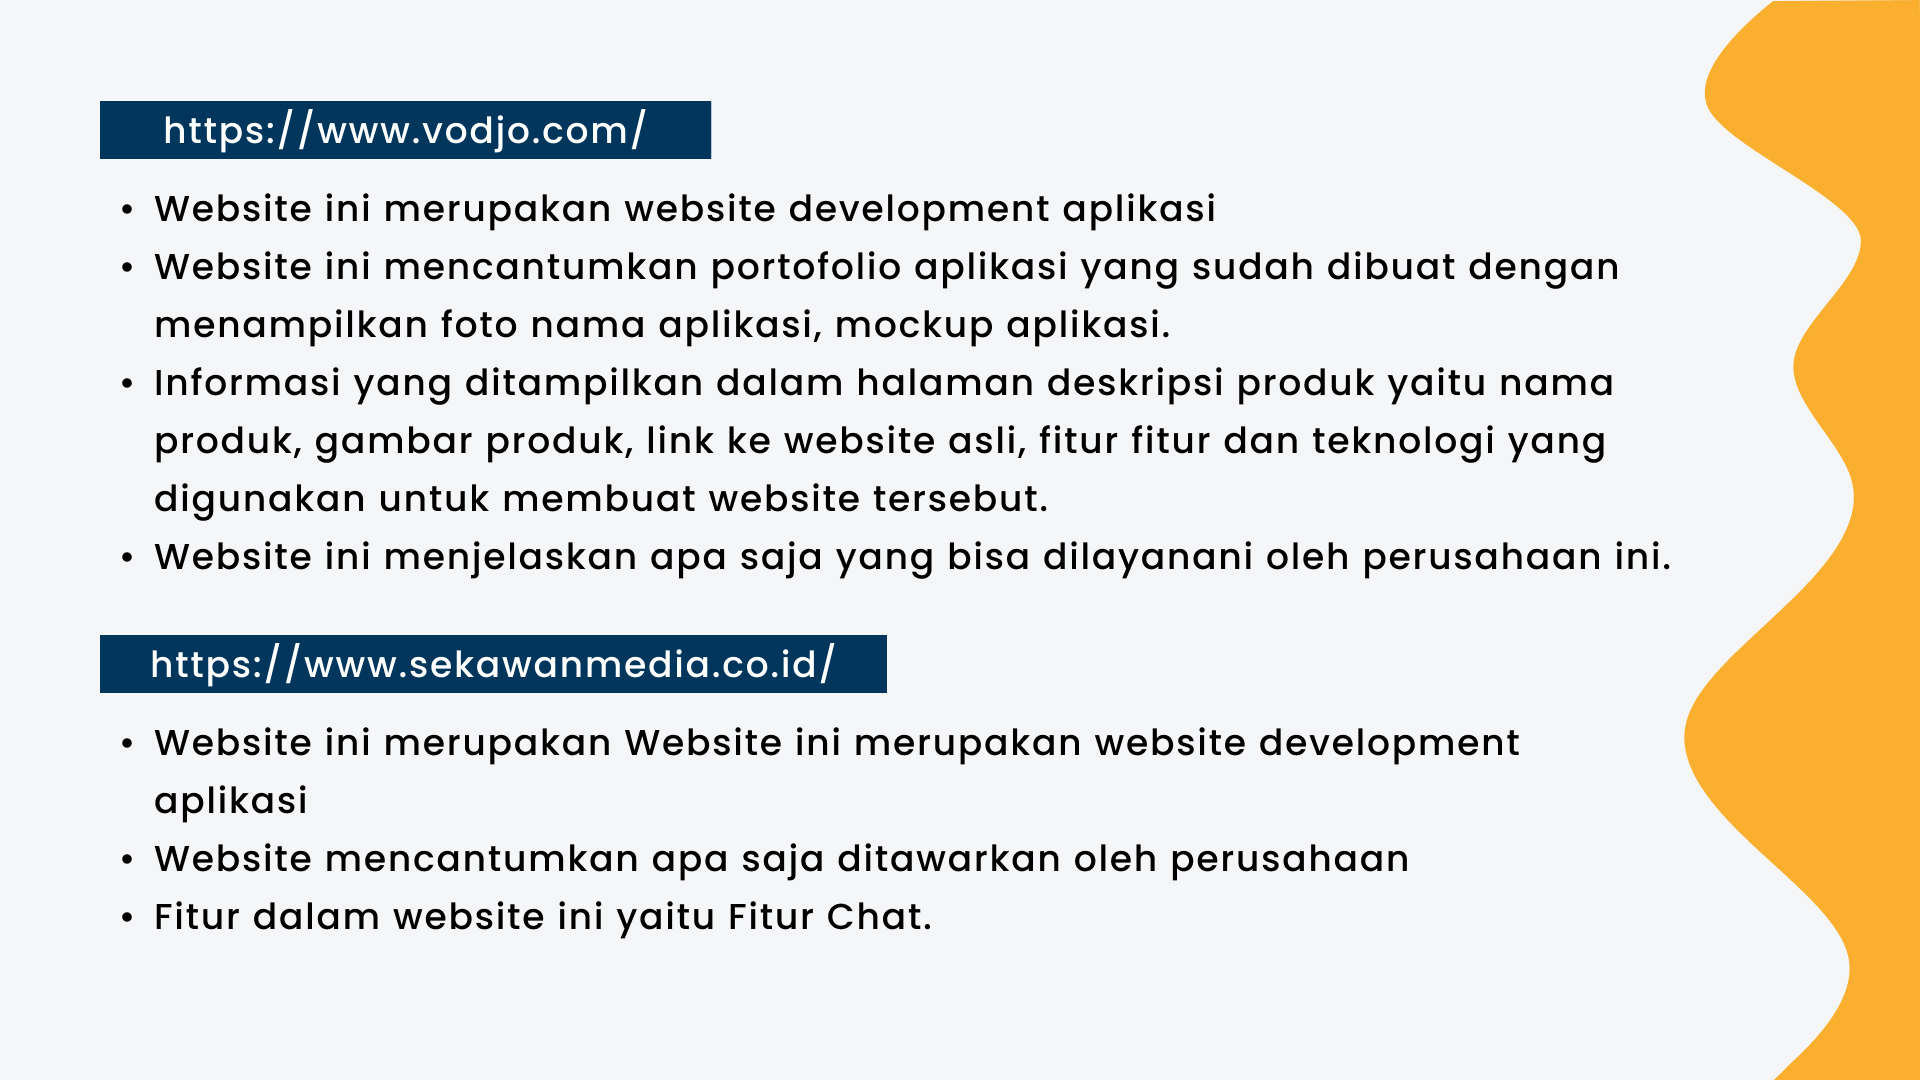 https://www.vodjo.com/
• Website ini merupakan website development aplikasi
• Website ini mencantumkan portofolio aplikasi yang sudah dibuat dengan
menampilkan foto nama aplikasi, mockup aplikasi.
• Informasi yang ditampilkan dalam halaman deskripsi produk yaitu nama
produk, gambar produk, link ke website asli, fitur fitur dan teknologi yang
digunakan untuk membuat website tersebut.
• Website ini menjelaskan apa saja yang bisa dilayanani oleh perusahaan ini.
https://www.sekawanmedia.co.id/
• Website ini merupakan Website ini merupakan website development
aplikasi
• Website mencantumkan apa saja ditawarkan oleh perusahaan
• Fitur dalam website ini yaitu Fitur Chat.